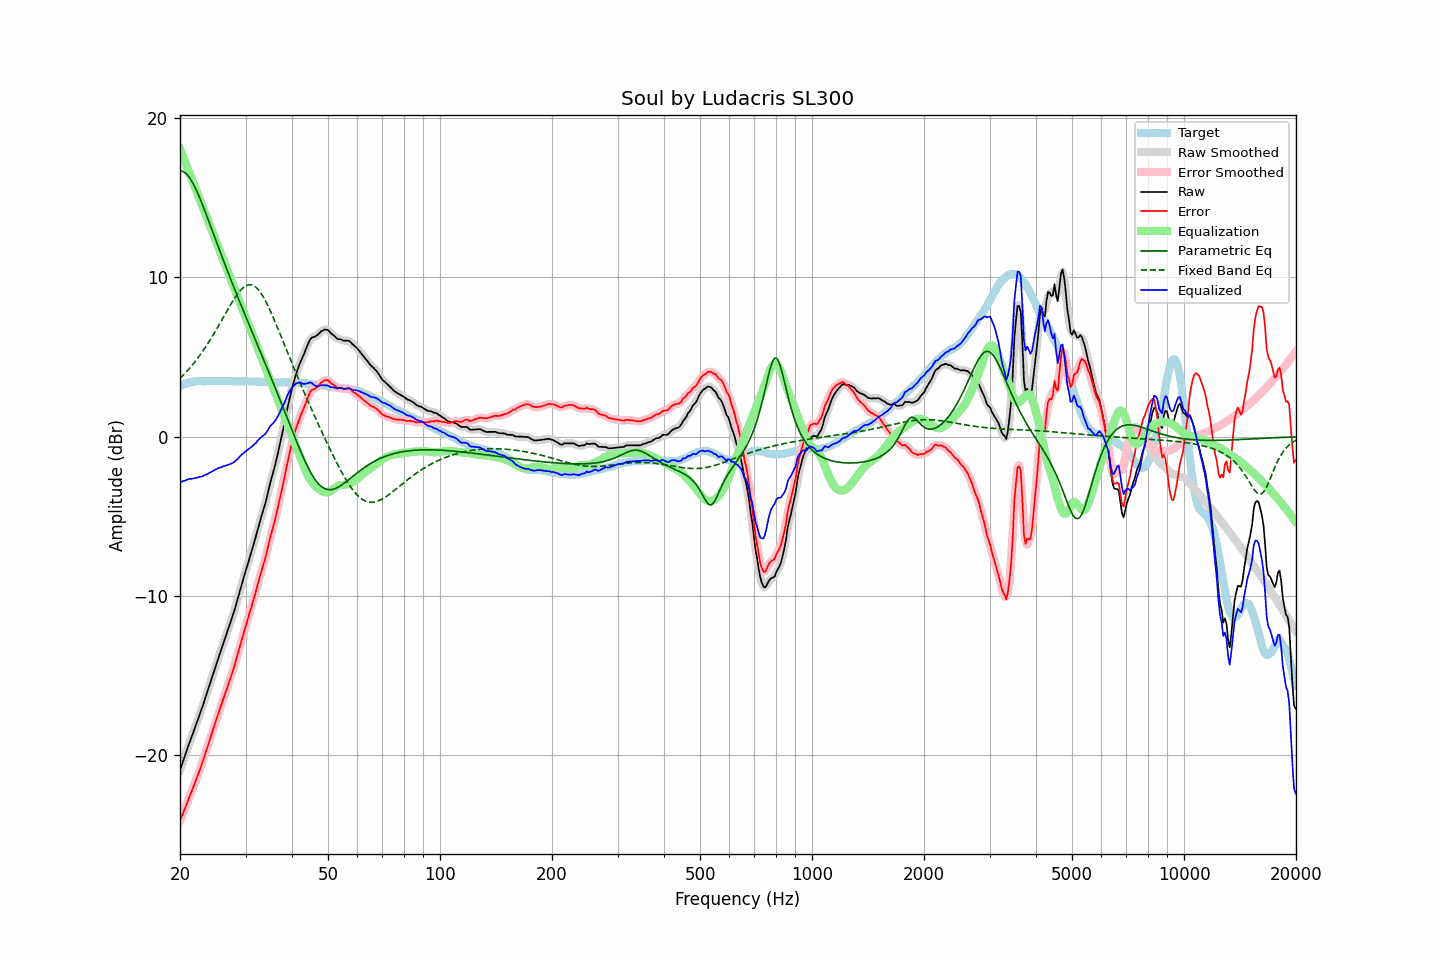 Soul by Ludacris SL300
Amplitude (dBr)
20
10
0
−10
−20
Target
Raw Smoothed
Error Smoothed
Raw
Error
Equalization
Parametric Eq
Fixed Band Eq
Equalized
20 50 100 200 500 1000 2000 5000 10000 20000
Frequency (Hz)